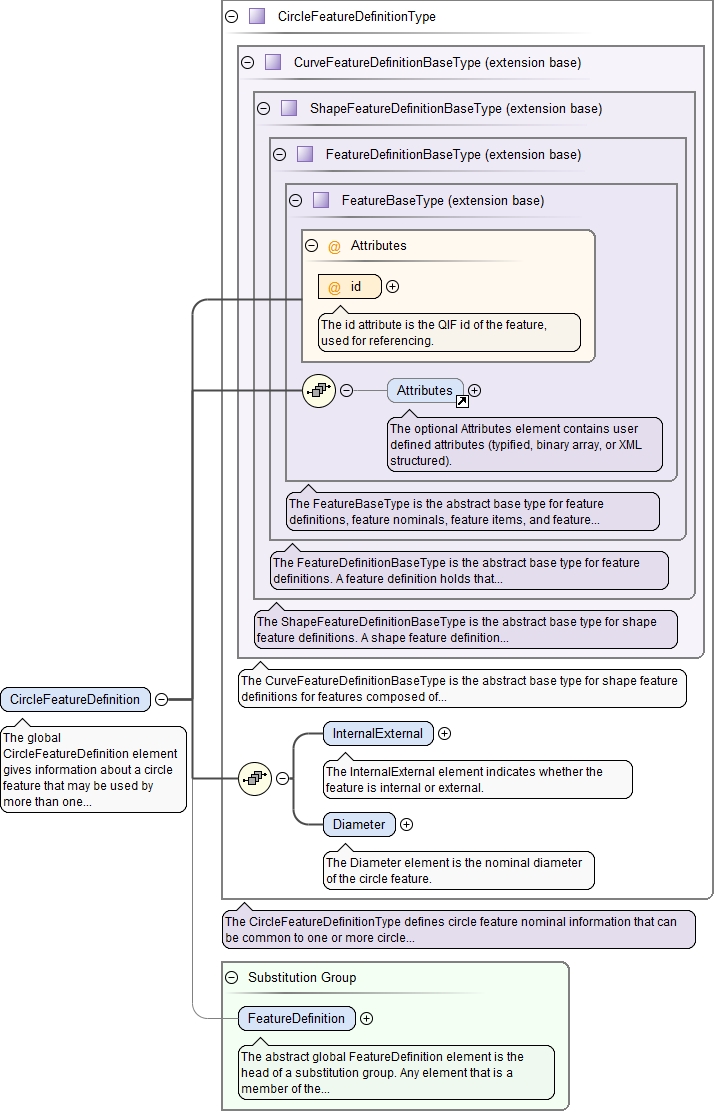 CircleFeatureDefinitionType
CurveFeatureDefinitionBaseType (extension base)
ShapeFeatureDefinitionBaseType (extension base)
FeatureDefinitionBaseType (extension base)
FeatureBaseType (extension base)
@ Attributes
@ id
The id attribute is the QIF id of the feature,
used for referencing.
Attributes
The optional Attributes element contains user
defined attributes (typified, binary array, or XML
structured).
The FeatureBaseType is the abstract base type for feature
definitions, feature nominals, feature items, and feature...
The FeatureDefinitionBaseType is the abstract base type for feature
definitions. A feature definition holds that...
The ShapeFeatureDefinitionBaseType is the abstract base type for shape
feature definitions. A shape feature definition...
The CurveFeatureDefinitionBaseType is the abstract base type for shape feature
definitions for features composed of...
CircleFeatureDefinition
The global
CircleFeatureDefinition element
gives information about a circle
feature that may be used by
more than one...
InternalExternal
The InternalExternal element indicates whether the
feature is internal or external.
Diameter
The Diameter element is the nominal diameter
of the circle feature.
The CircleFeatureDefinitionType defines circle feature nominal information that can
be common to one or more circle...
Substitution Group
FeatureDefinition
The abstract global FeatureDefinition element is the
head of a substitution group. Any element that is a
member of the...